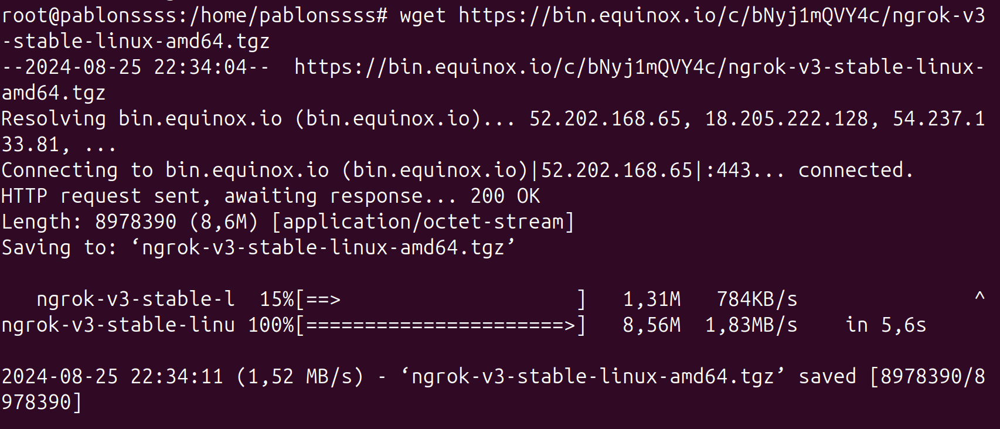 root@pablonssss:/home/pablonssss# wget https://bin.equinox.io/c/bNyj1mQVY4c/ngrok-v3
-stable-linux-amd64.tgz
--2024-08-25 22:34:04--  https://bin.equinox.io/c/bNyj1mQVY4c/ngrok-v3-stable-linux-
amd64.tgz
Resolving bin.equinox.io (bin.equinox.io)... 52.202.168.65, 18.205.222.128, 54.237.1
33.81, ...
Connecting to bin.equinox.io (bin.equinox.io)|52.202.168.65|:443... connected.
HTTP request sent, awaiting response... 200 OK
Length: 8978390 (8,6M) [application/octet-stream]
Saving to: ‘ngrok-v3-stable-linux-amd64.tgz’
   ngrok-v3-stable-l  15%[==>                    ]   1,31M   784KB/s               ^
ngrok-v3-stable-linu 100%[======================>]   8,56M  1,83MB/s    in 5,6s
2024-08-25 22:34:11 (1,52 MB/s) - ‘ngrok-v3-stable-linux-amd64.tgz’ saved [8978390/8
978390]